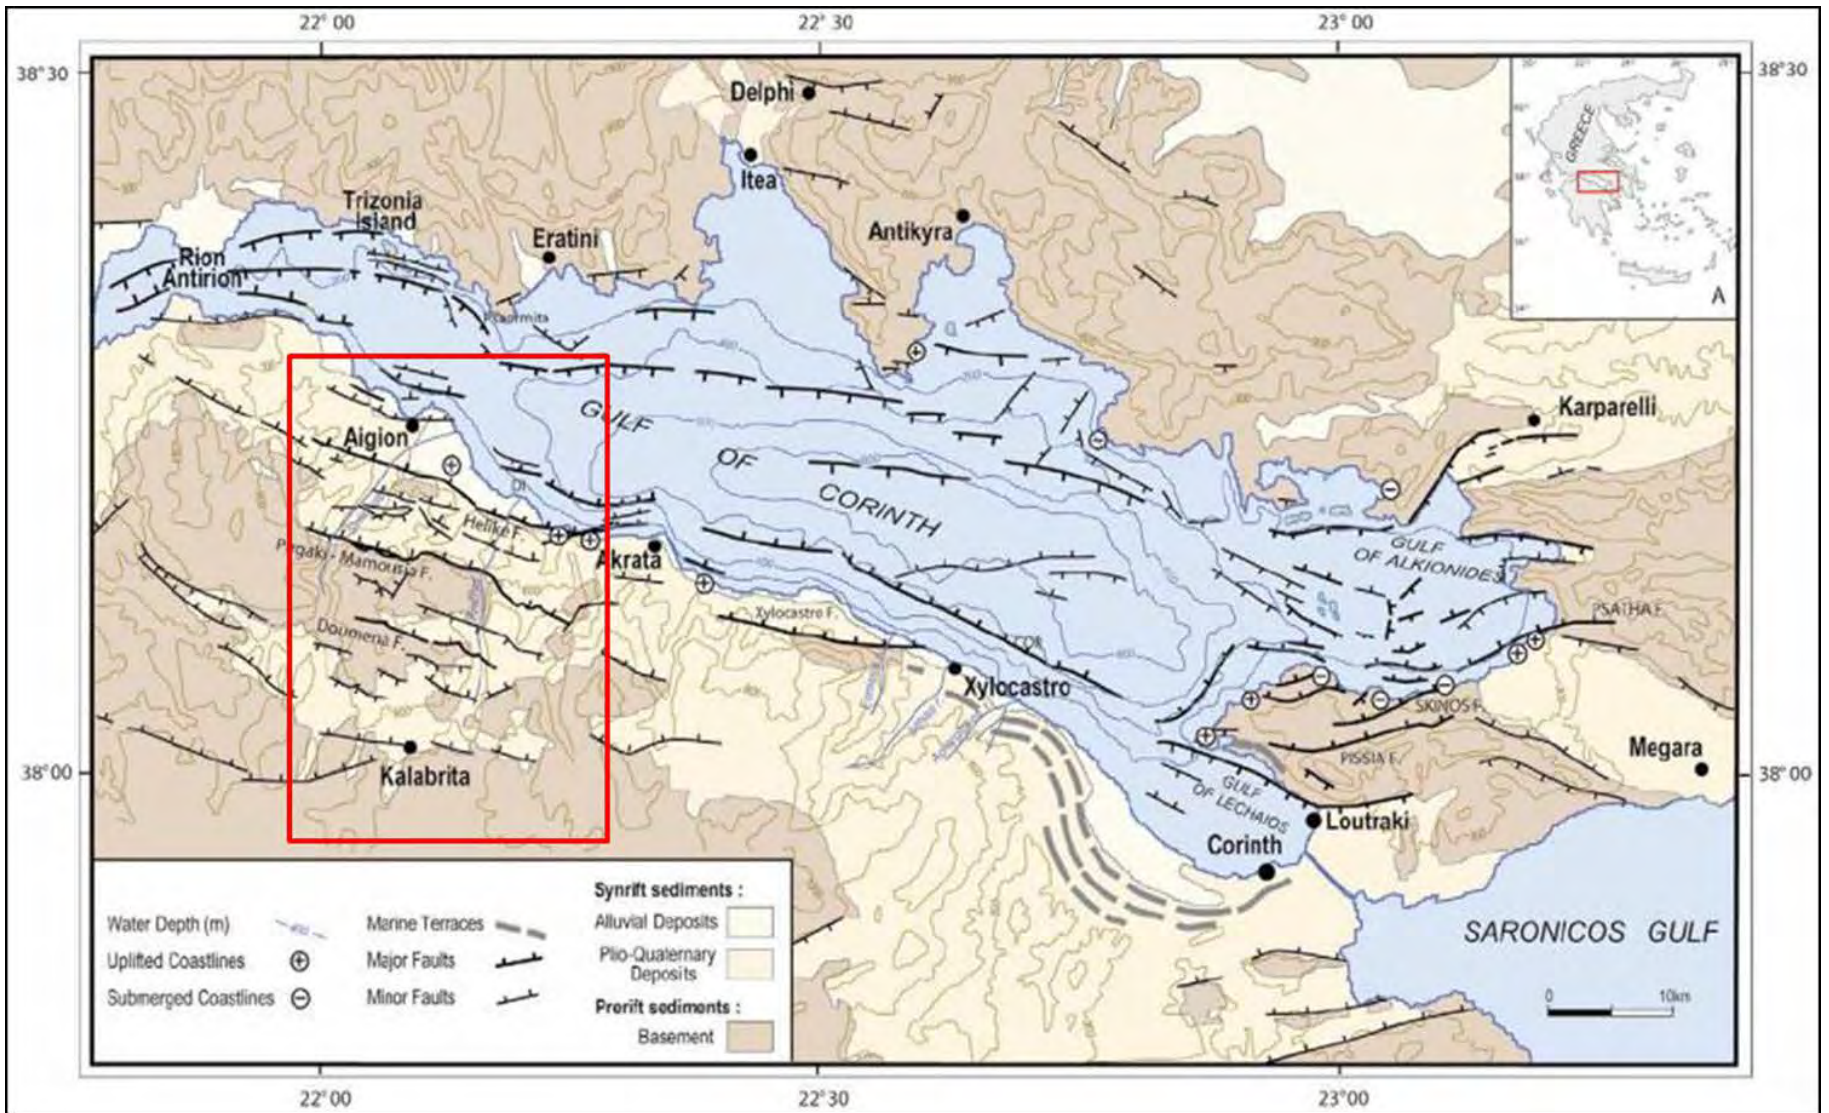 22° 00
22° 30
23° 00
38° 30
38° 30
Delphi
Itea
GREECE
A
Trizonia
Island
Eratini
Antikyra
Rion
Antirion
Karparelli
GULF
OF
CORINTH
Aigion
Helike F.
Akrata
Pirgaki - Mamousia F.
GULF
OF ALKIONIDES
Xylocastro F.
PSATHA F.
Doumena F.
Xylocastro
SKINOS F.
Kalabrita
PISSIA F.
Megara
38° 00
38° 00
GULF
OF LECHAIOS
Loutraki
Corinth
SARONICOS GULF
Water Depth (m)
Uplifted Coastlines
Submerged Coastlines
Marine Terraces
Major Faults
Minor Faults
Synrift sediments :
Alluvial Deposits
Plio-Quaternary
Deposits
Prerift sediments :
Basement
0 10km
22° 00
22° 30
23° 00